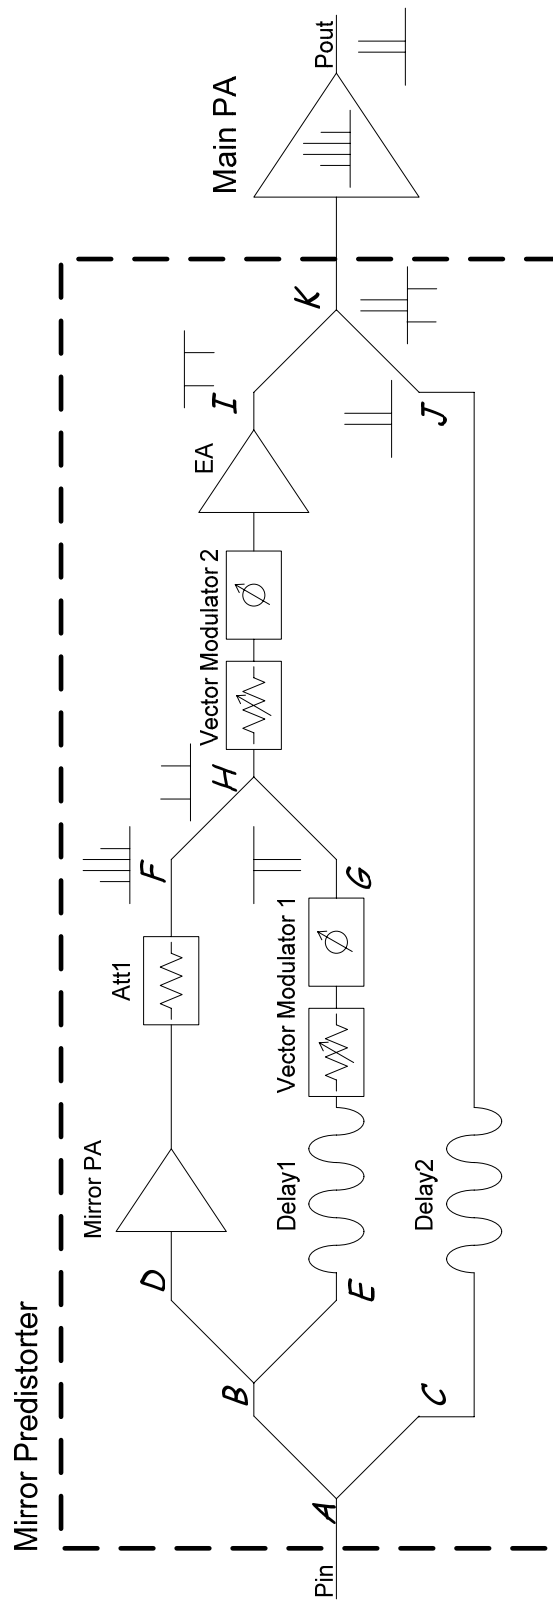 Mirror Predistorter
Main PA
Pin
Pout
A
B
C
D
E
Mirror PA
Att1
Delay1
Vector Modulator 1
Delay2
F
G
H
Vector Modulator 2
EA
I
J
K